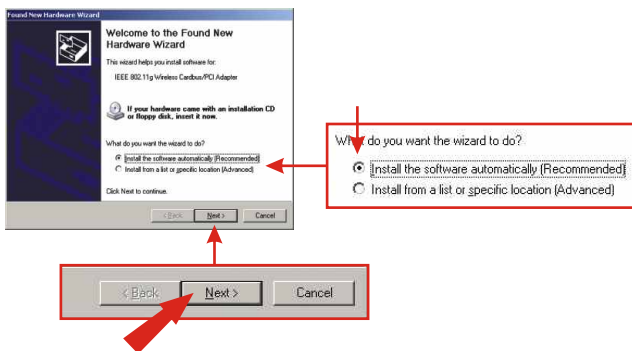 Found New Hardware Wizard
Welcome to the Found New
Hardware Wizard
This wizard helps you install software for:
IEEE 802.11g Wireless Cardbus/PCI Adapter
If your hardware came with an installation CD
or floppy disk, insert it now.
What do you want the wizard to do?
Install the software automatically (Recommended)
Install from a list or specific location (Advanced)
Click Next to continue.
< Back
Next >
Cancel
What do you want the wizard to do?
Install the software automatically (Recommended)
Install from a list or specific location (Advanced)
< Back
Next >
Cancel